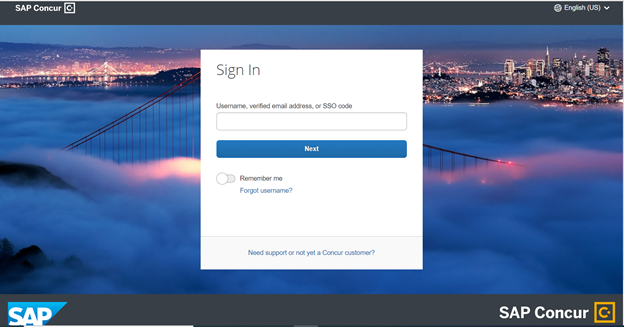 SAP Concur C
English (US)
Sign In
Username, verified email address, or SSO code
Next
Remember me
Forgot username?
Need support or not yet a Concur customer?
SAP
SAP Concur C